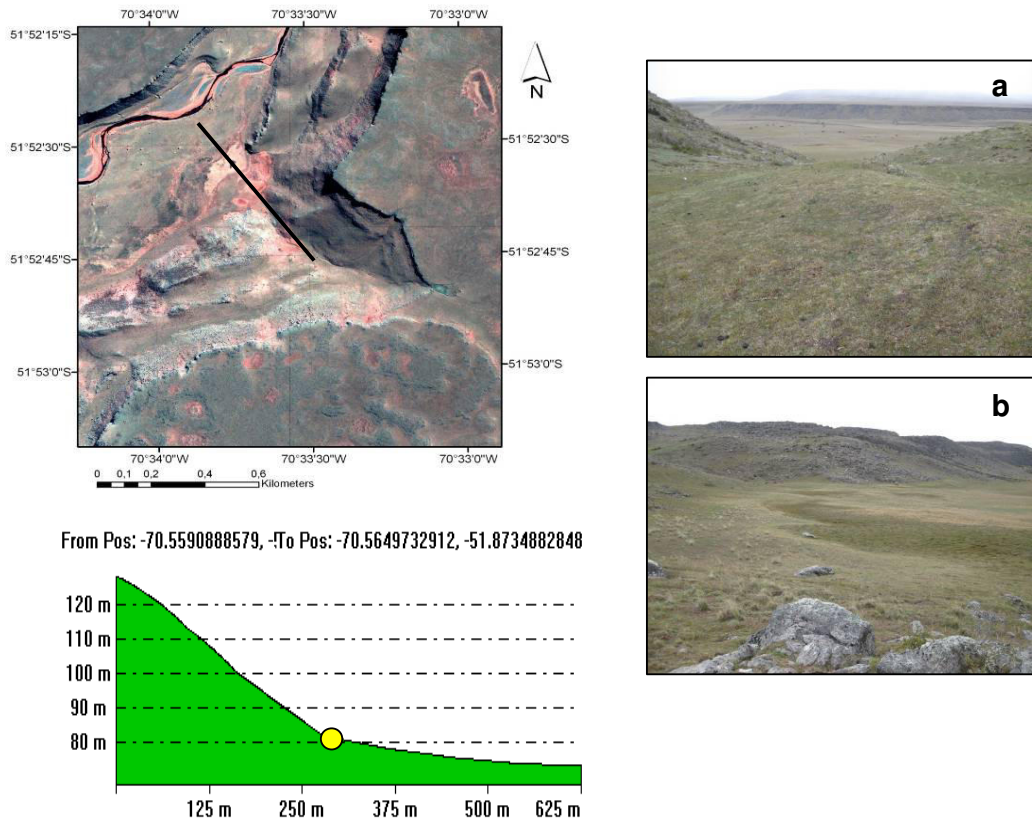 70°34'0"W 70°33'30"W 70°33'0"W
51°52'15"S
51°52'30"S 51°52'30"S
51°52'45"S 51°52'45"S
51°53'0"S 51°53'0"S
70°34'0"W 70°33'30"W 70°33'0"W
N
0 0,1 0,2 0,4 0,6
Kilometers
a
b
From Pos: -70.5590888579, To Pos: -70.5649732912, -51.8734882848
120 m
110 m
100 m
90 m
80 m
125 m 250 m 375 m 500 m 625 m